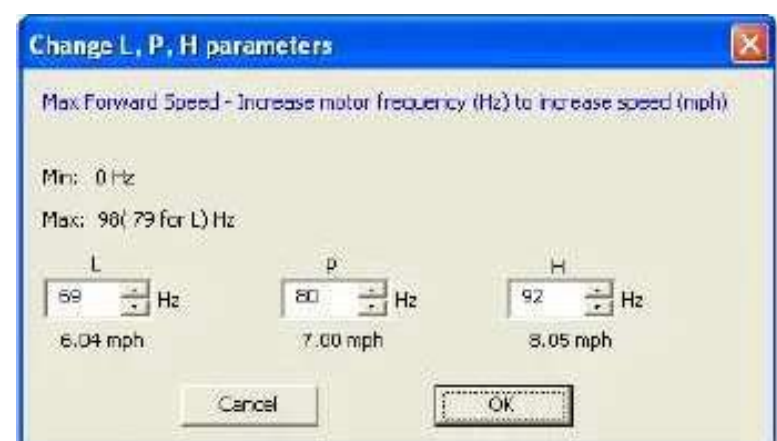 Change L, P, H parameters
Max Forward Speed - Increase motor frequency (Hz) to increase speed (mph)
Min: 0 Hz
Max: 98( 79 for L) Hz
L P H
69 Hz 80 Hz 92 Hz
6.04 mph 7.00 mph 8.05 mph
Cancel OK